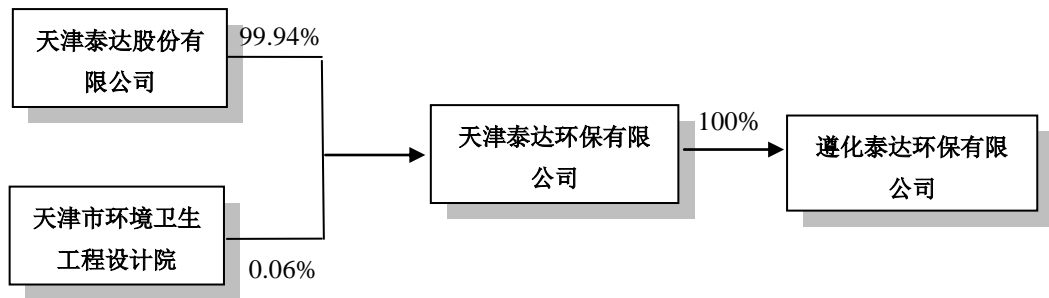 天津泰达股份有
限公司
99.94%
天津市环境卫生
工程设计院
0.06%
天津泰达环保有限
公司
100%
遵化泰达环保有限
公司